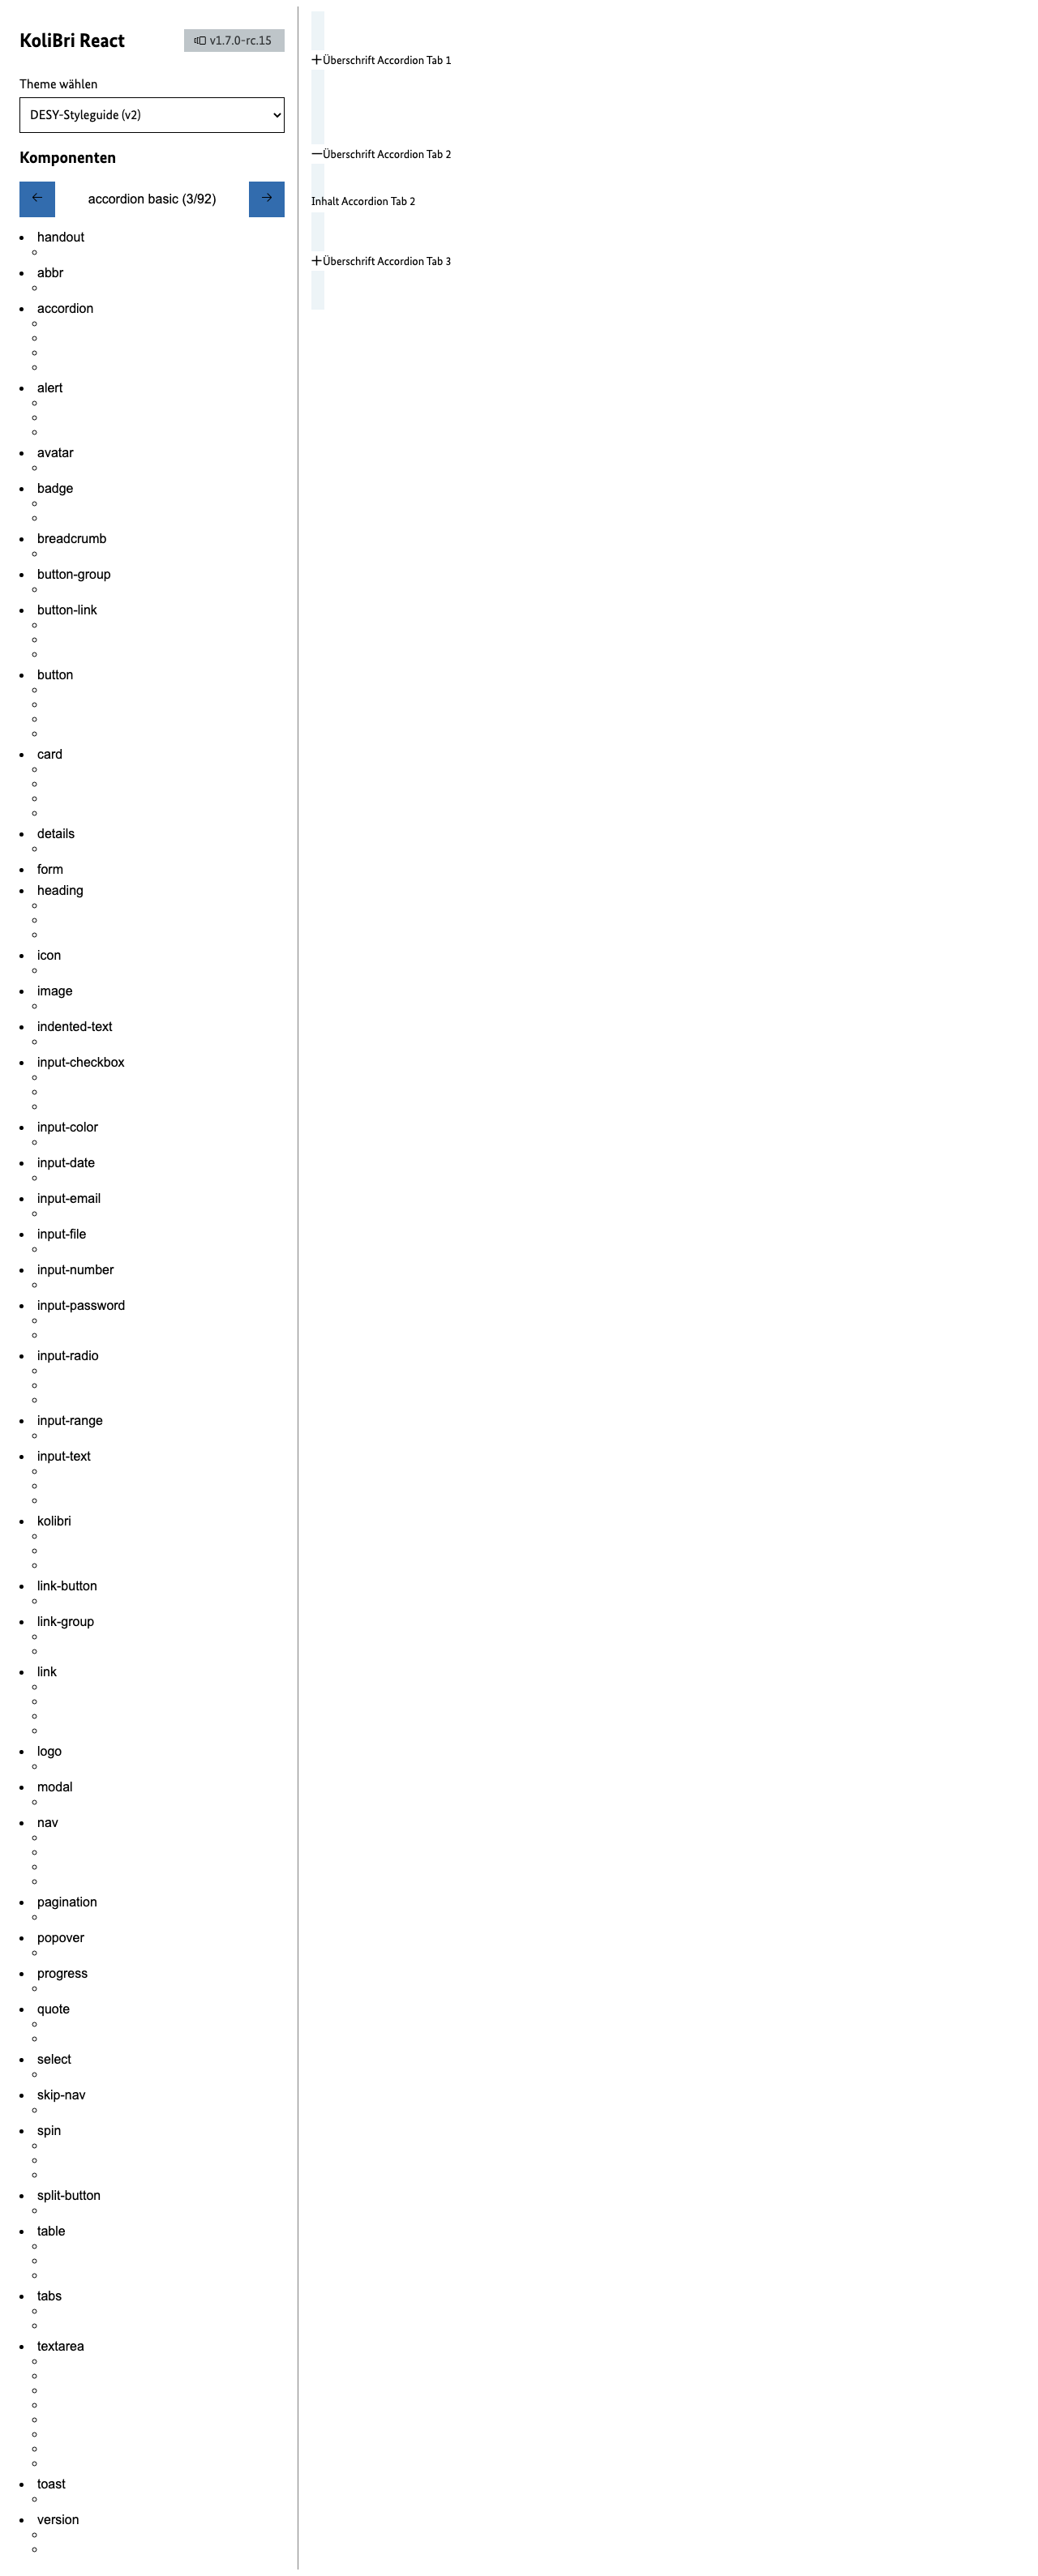 KoliBri React
v1.7.0-rc.15
Theme wählen
DESY-Styleguide (v2)
Komponenten
accordion basic (3/92)
handout
abbr
accordion
alert
avatar
badge
breadcrumb
button-group
button-link
button
card
details
form
heading
icon
image
indented-text
input-checkbox
input-color
input-date
input-email
input-file
input-number
input-password
input-radio
input-range
input-text
kolibri
link-button
link-group
link
logo
modal
nav
pagination
popover
progress
quote
select
skip-nav
spin
split-button
table
tabs
textarea
toast
version
Überschrift Accordion Tab 1
Überschrift Accordion Tab 2
Inhalt Accordion Tab 2
Überschrift Accordion Tab 3